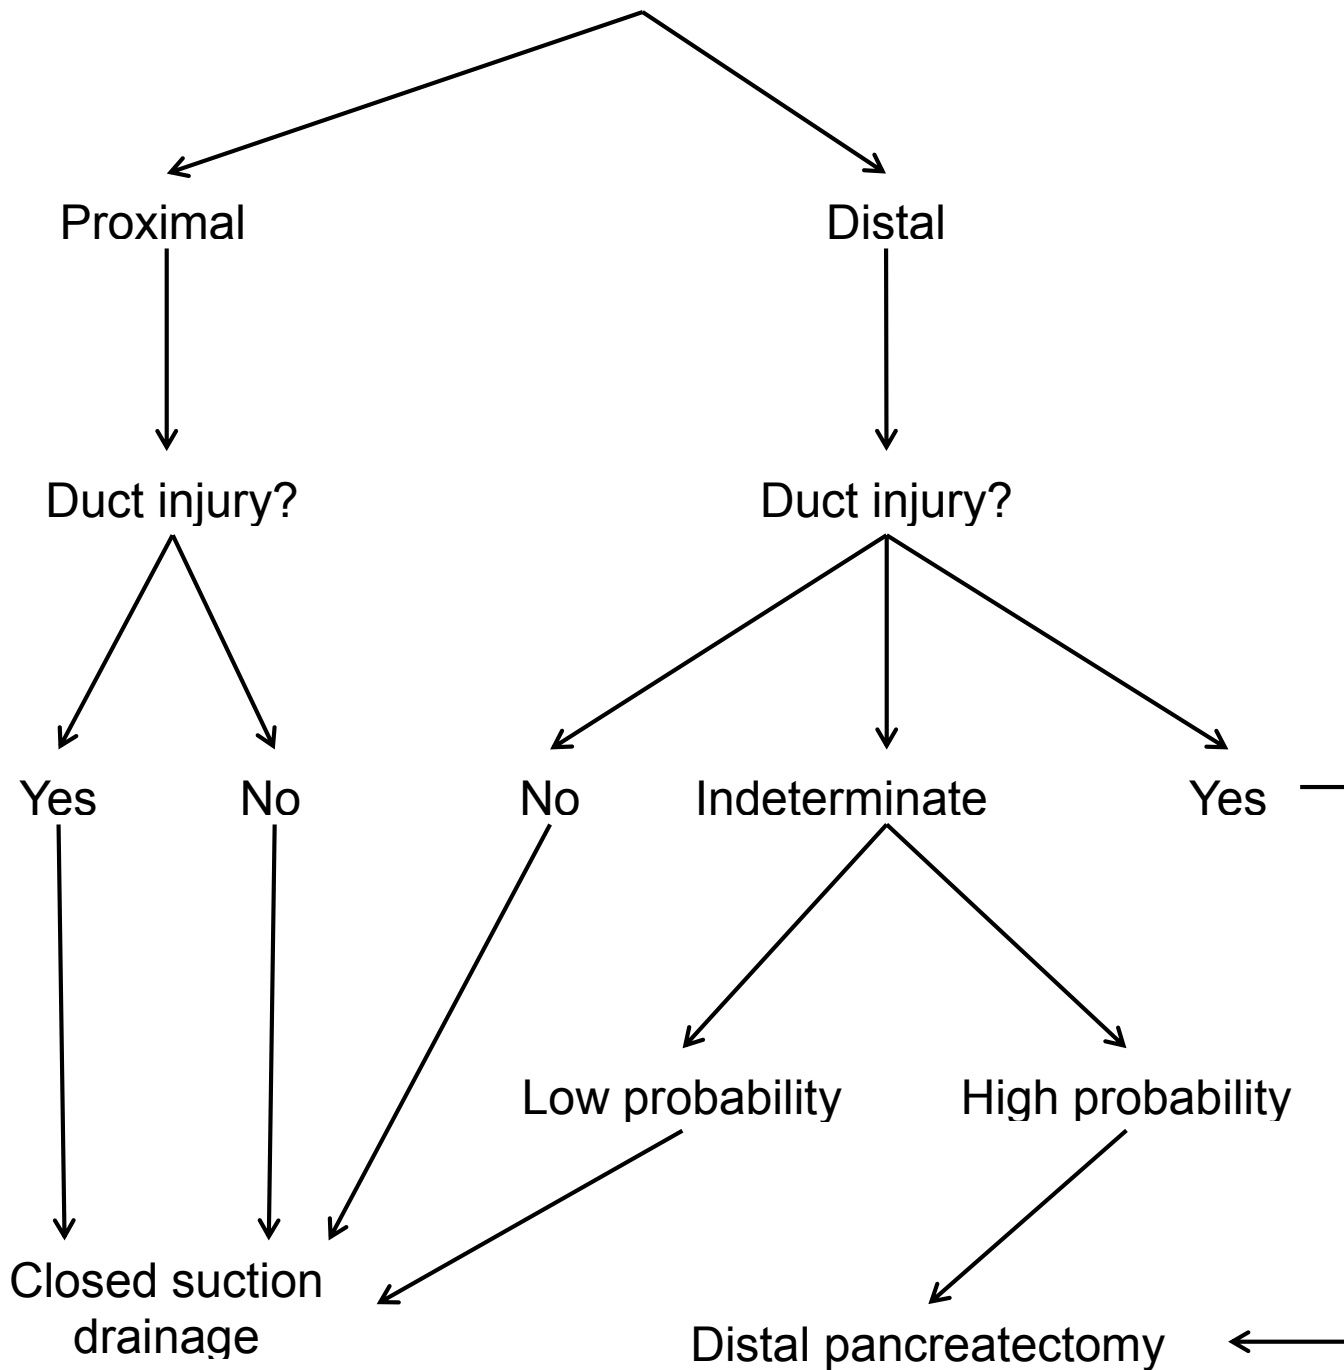 Proximal
Distal
Duct injury?
Duct injury?
Yes
No
No
Indeterminate
Yes
Low probability
High probability
Closed suction
drainage
Distal pancreatectomy